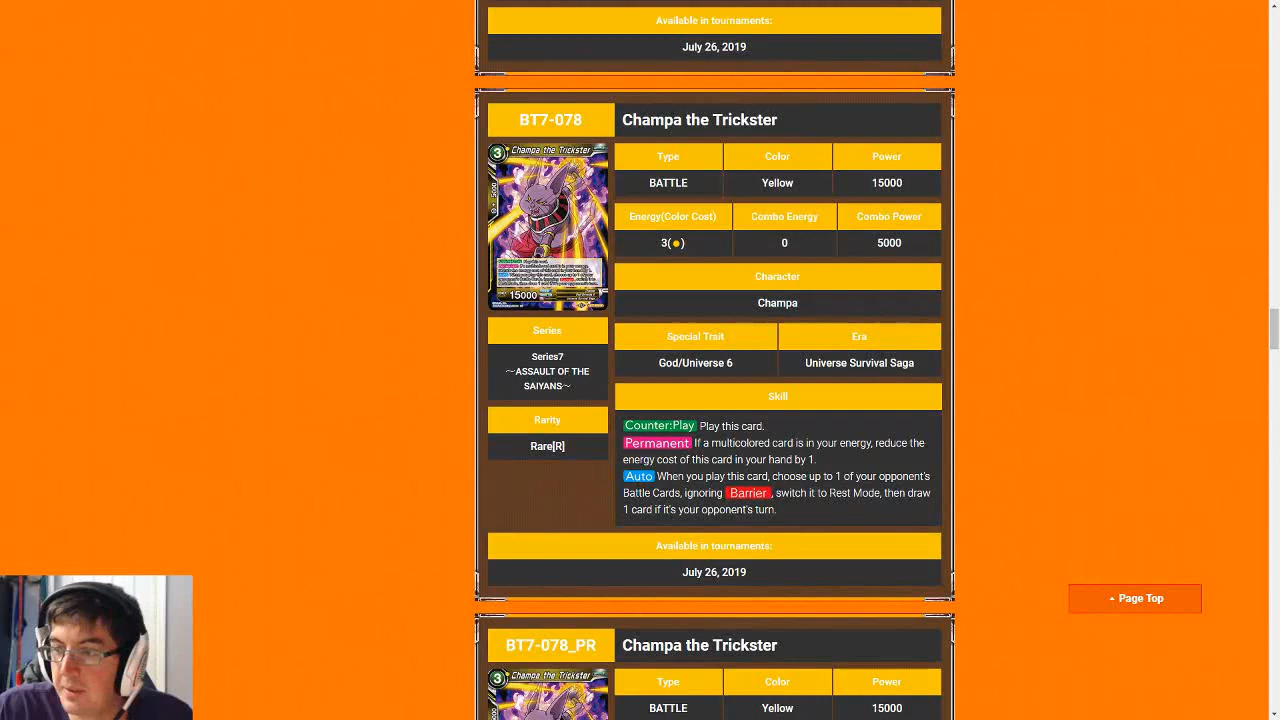 Available in tournaments:
July 26, 2019
BT7-078
Champa the Trickster
3 Champa the Trickster
15000
Type
Color
Power
BATTLE
Yellow
15000
Energy(Color Cost)
Combo Energy
Combo Power
3( )
0
5000
Character
Champa
Series
Series7
～ASSAULT OF THE
SAIYANS～
Special Trait
Era
God/Universe 6
Universe Survival Saga
Rarity
Rare[R]
Skill
Counter:Play Play this card.
Permanent If a multicolored card is in your energy, reduce the
energy cost of this card in your hand by 1.
Auto When you play this card, choose up to 1 of your opponent's
Battle Cards, ignoring Barrier, switch it to Rest Mode, then draw
1 card if it's your opponent's turn.
Available in tournaments:
July 26, 2019
Page Top
BT7-078_PR
Champa the Trickster
3 Champa the Trickster
Type
Color
Power
BATTLE
Yellow
15000